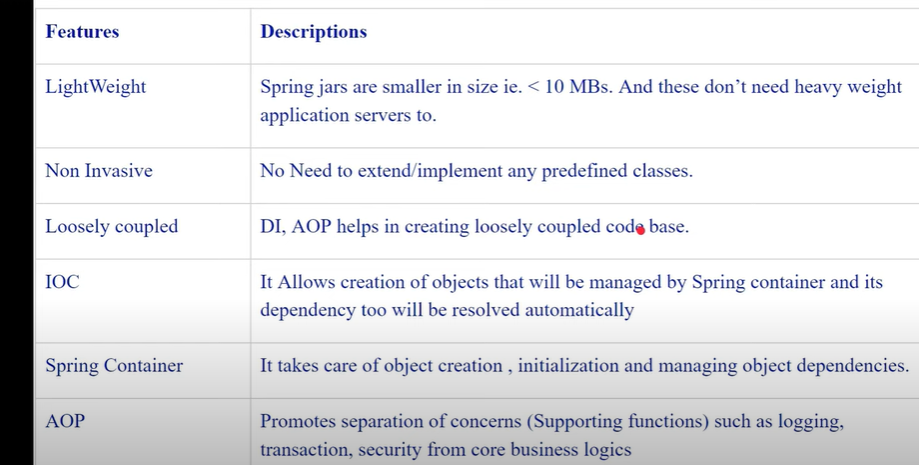 Features Descriptions
LightWeight Spring jars are smaller in size ie. < 10 MBs. And these don’t need heavy weight
application servers to.
Non Invasive No Need to extend/implement any predefined classes.
Loosely coupled DI, AOP helps in creating loosely coupled code base.
IOC It Allows creation of objects that will be managed by Spring container and its
dependency too will be resolved automatically
Spring Container It takes care of object creation , initialization and managing object dependencies.
AOP Promotes separation of concerns (Supporting functions) such as logging,
transaction, security from core business logics